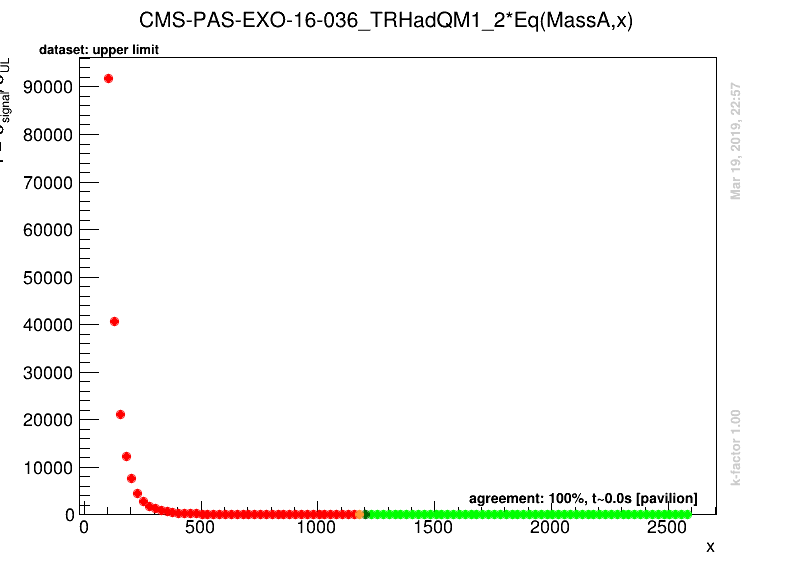 CMS-PAS-EXO-16-036_TRHadQM1_2*Eq(MassA,x)
dataset: upper limit
90000
80000
70000
60000
50000
40000
30000
20000
10000
0
signal
UL
Mar 19, 2019, 22:57
k-factor 1.00
agreement: 100%, t~0.0s [pavilion]
0 500 1000 1500 2000 2500
x